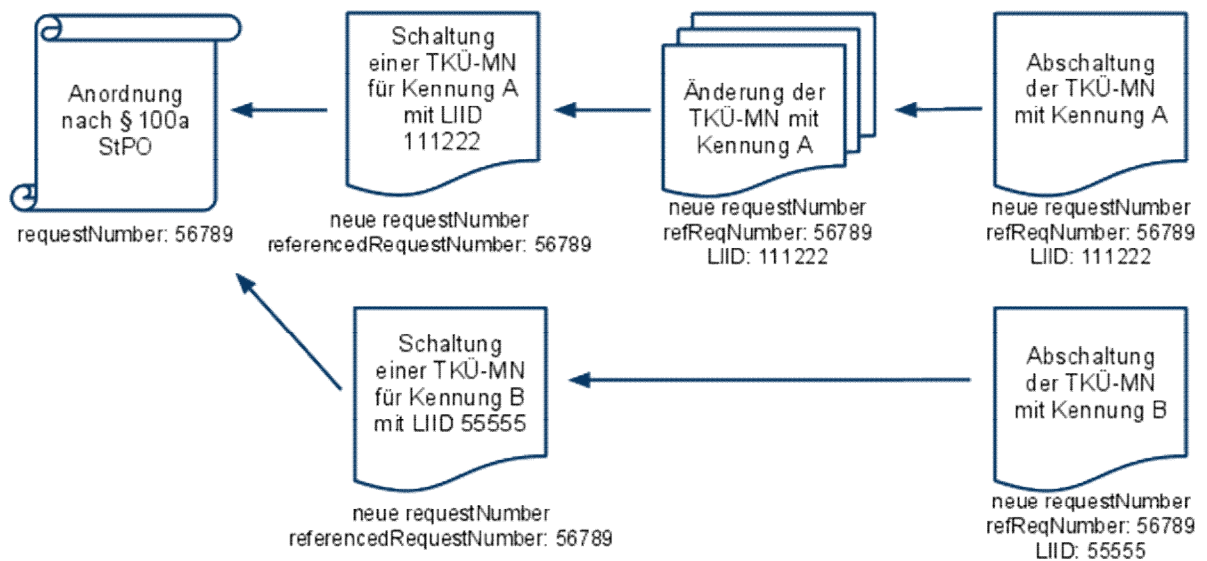 Anordnung
nach § 100a
StPO
requestNumber: 56789
Schaltung
einer TKÜ-MN
für Kennung A
mit LIID
111222
neue requestNumber
referencedRequestNumber: 56789
Änderung der
TKÜ-MN mit
Kennung A
neue requestNumber
refReqNumber: 56789
LIID: 111222
Abschaltung
der TKÜ-MN
mit Kennung A
neue requestNumber
refReqNumber: 56789
LIID: 111222
Schaltung
einer TKÜ-MN
für Kennung B
mit LIID 55555
neue requestNumber
referencedRequestNumber: 56789
Abschaltung
der TKÜ-MN
mit Kennung B
neue requestNumber
refReqNumber: 56789
LIID: 55555